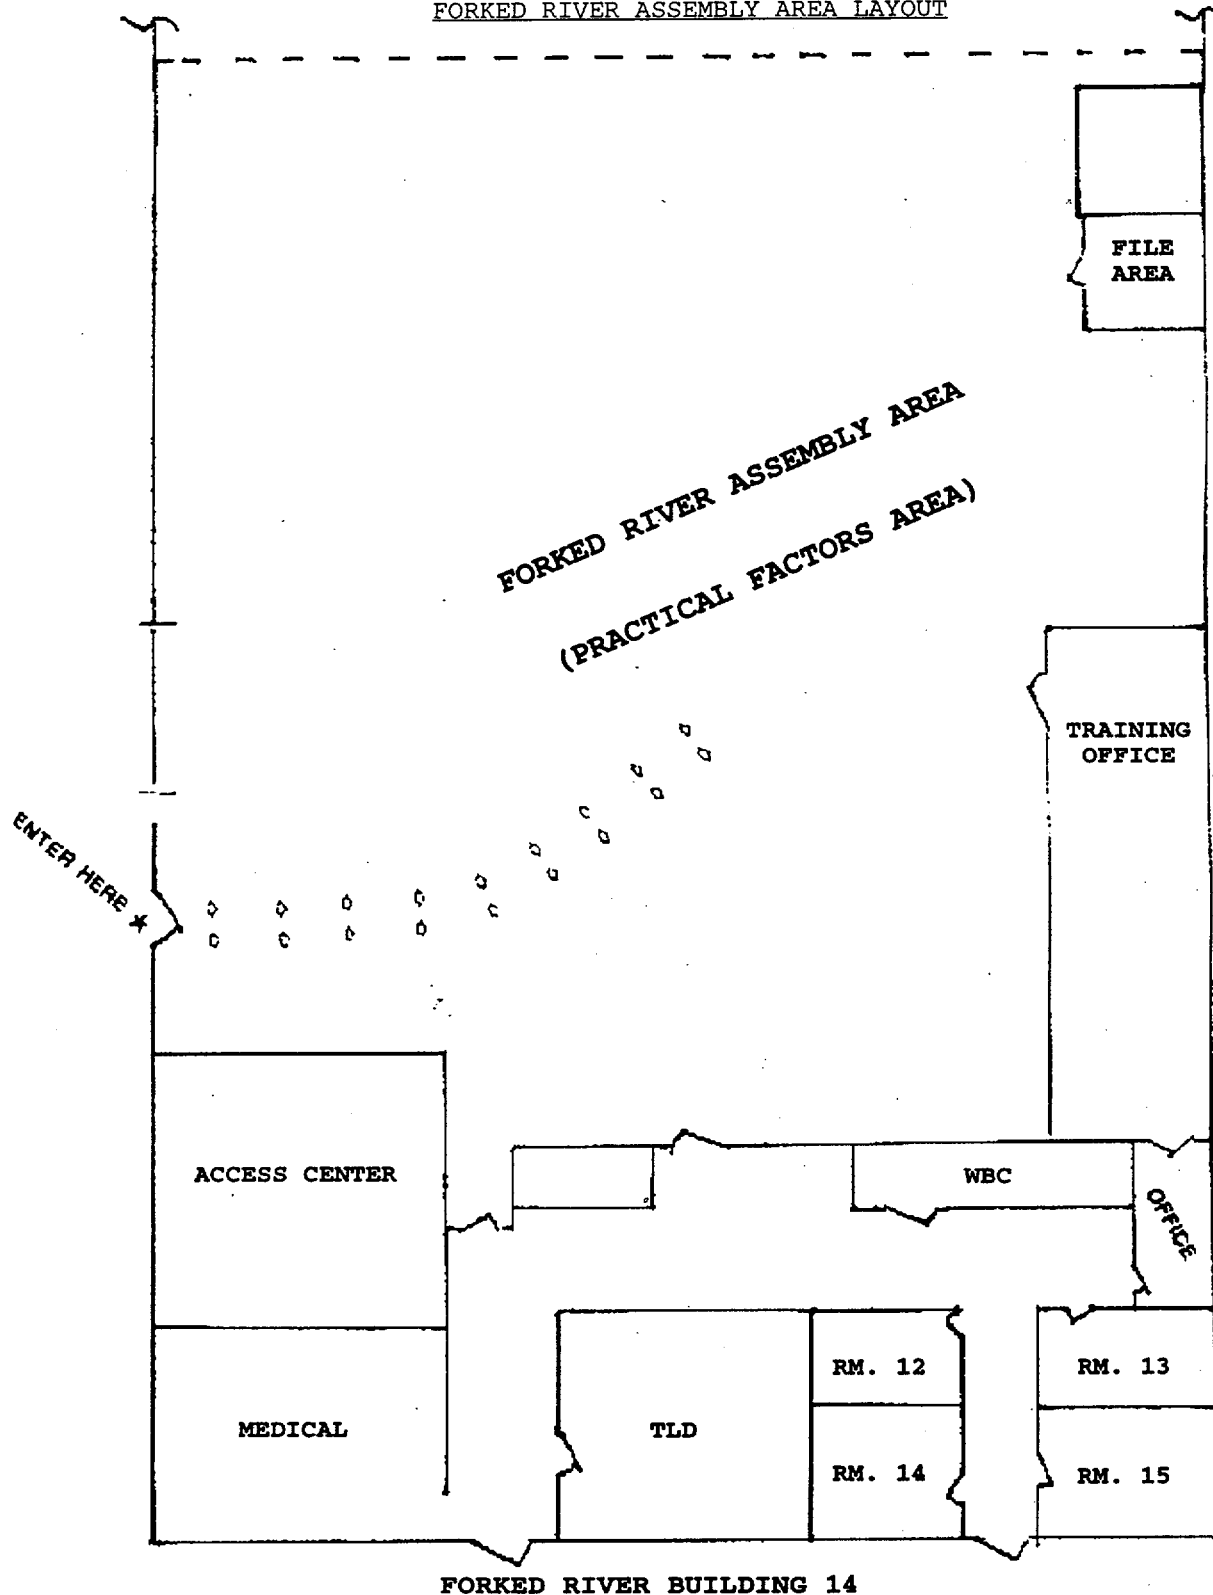 FORKED RIVER ASSEMBLY AREA LAYOUT
FILE
AREA
FORKED RIVER ASSEMBLY AREA
(PRACTICAL FACTORS AREA)
TRAINING
OFFICE
ENTER HERE ★
ACCESS CENTER
WBC
OFFICE
RM. 12
RM. 13
MEDICAL
TLD
RM. 14
RM. 15
FORKED RIVER BUILDING 14